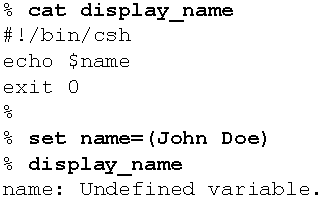 % cat display_name
#!/bin/csh
echo $name
exit 0
%
% set name=(John Doe)
% display_name
name: Undefined variable.